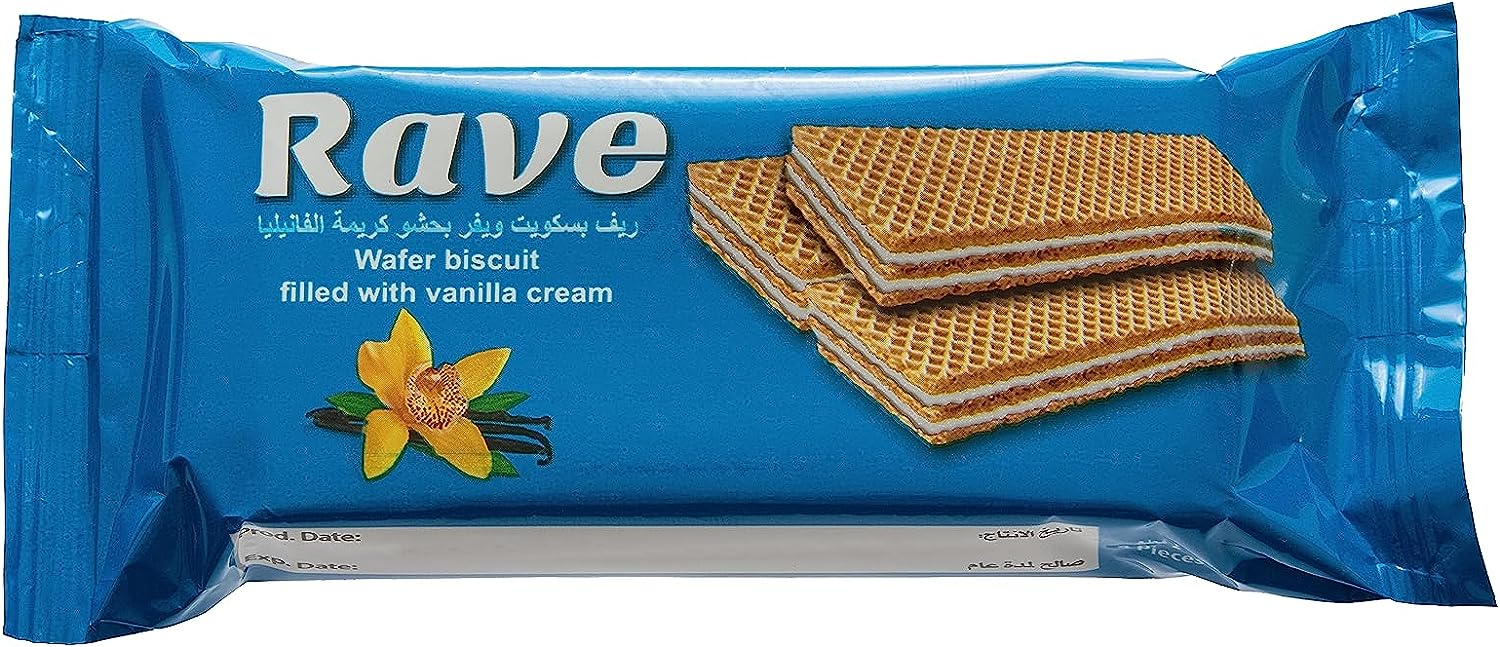 Rave
ريف بسكويت ويفر بحشو كريمة الفانيليا
Wafer biscuit
filled with vanilla cream
Prod. Date:
تاريخ الانتاج:
Exp. Date:
صالح لمدة عام
Pieces